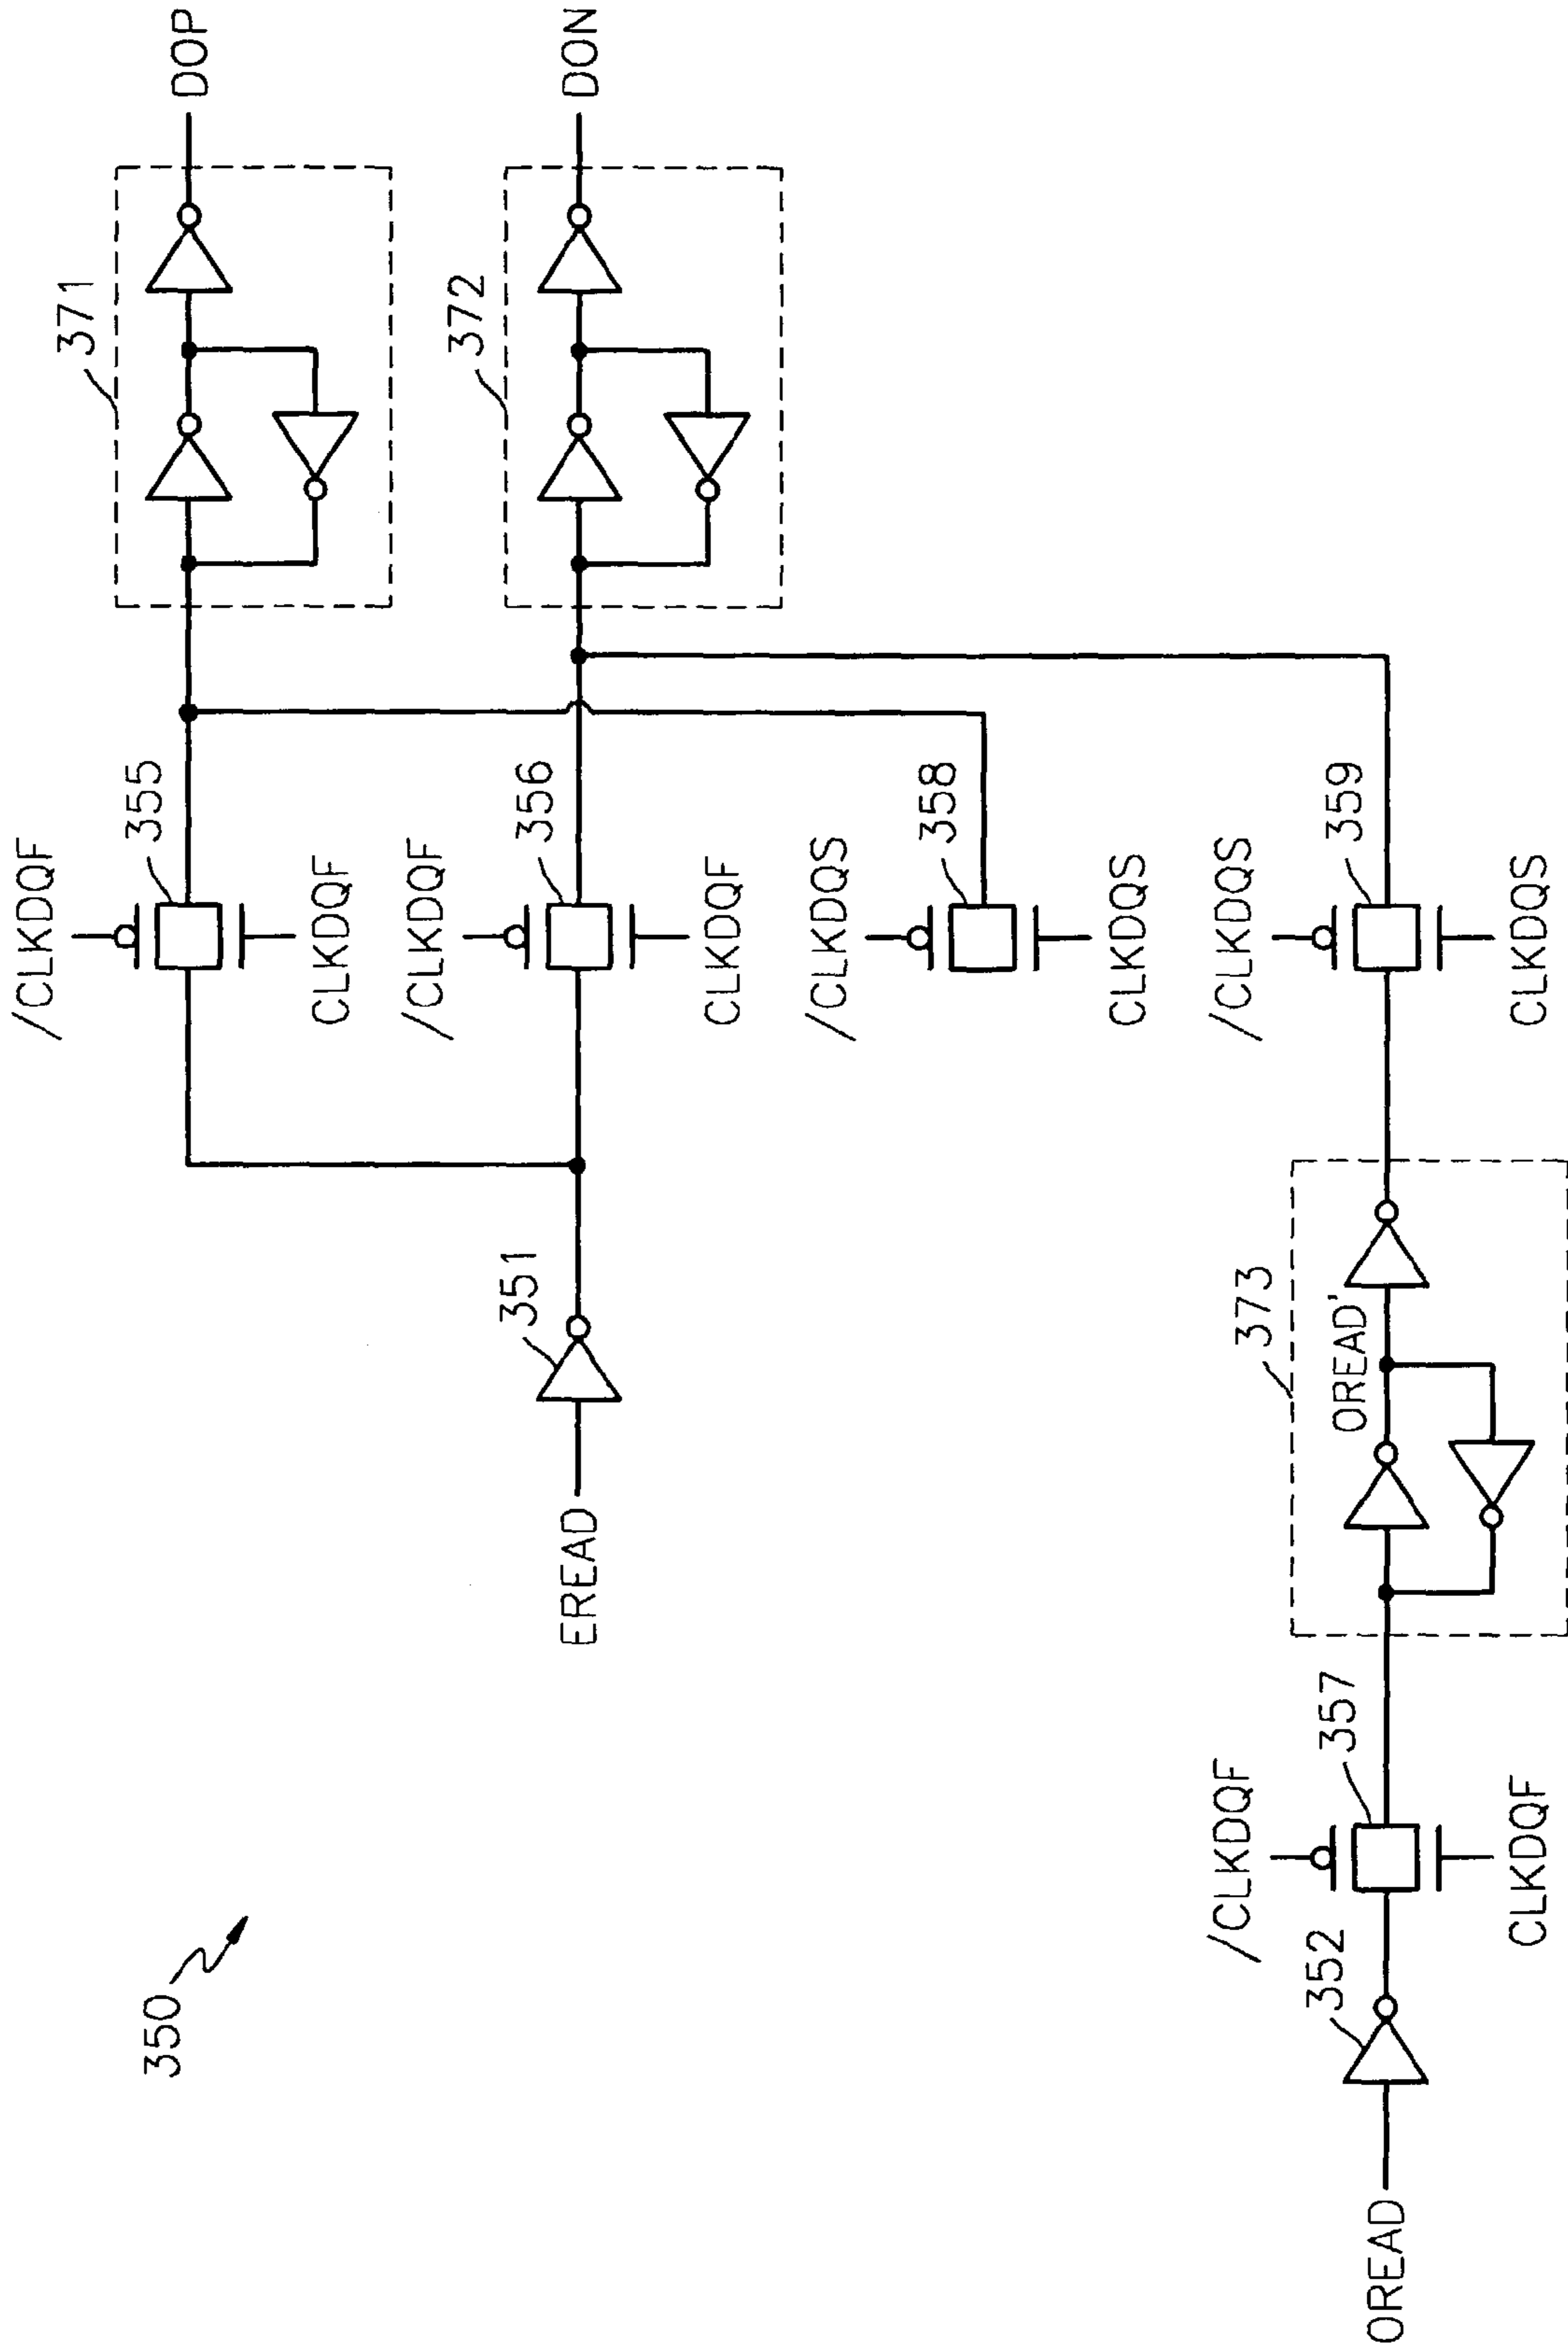 350
/CLKDQF
355
CLKDQF
371
DOP
/CLKDQF
356
CLKDQF
372
DON
EREAD
351
/CLKDQS
358
CLKDQS
/CLKDQS
359
CLKDQS
OREAD
352
/CLKDQF
357
CLKDQF
373
OREAD'